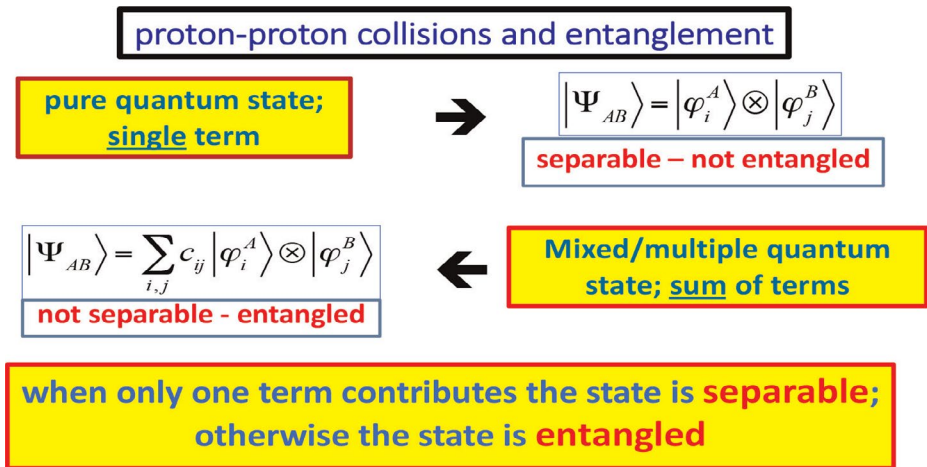 proton-proton collisions and entanglement
pure quantum state;
single term
|Ψ_AB⟩ = |φ_i^A⟩ ⊗ |φ_j^B⟩
separable – not entangled
|Ψ_AB⟩ = ∑_{i,j} c_ij |φ_i^A⟩ ⊗ |φ_j^B⟩
not separable - entangled
Mixed/multiple quantum
state; sum of terms
when only one term contributes the state is separable;
otherwise the state is entangled